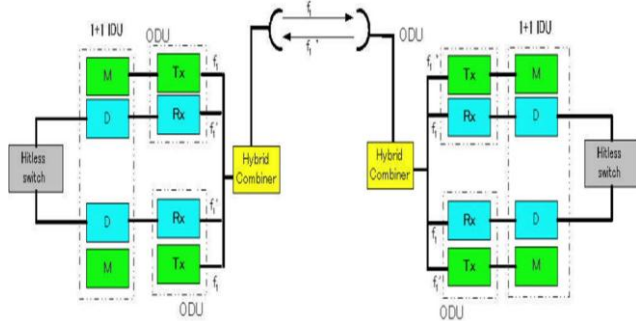 f₁
1+1 IDU
ODU
f₁'
ODU
1+1 IDU
M
Tx
f₁
D
Rx
f₁'
f₁'
Tx
M
f₁
Rx
D
Hitless
switch
Hybrid
Combiner
Hybrid
Combiner
Hitless
switch
D
Rx
f₁'
f₁
Rx
D
M
Tx
f₁
f₁'
Tx
M
ODU
ODU